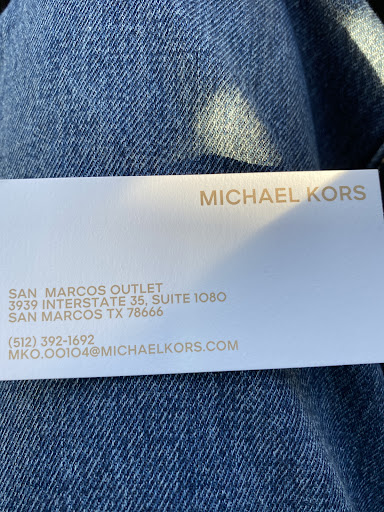 MICHAEL KORS
SAN MARCOS OUTLET
3939 INTERSTATE 35, SUITE 1080
SAN MARCOS TX 78666
(512) 392-1692
MKO.00104@MICHAELKORS.COM